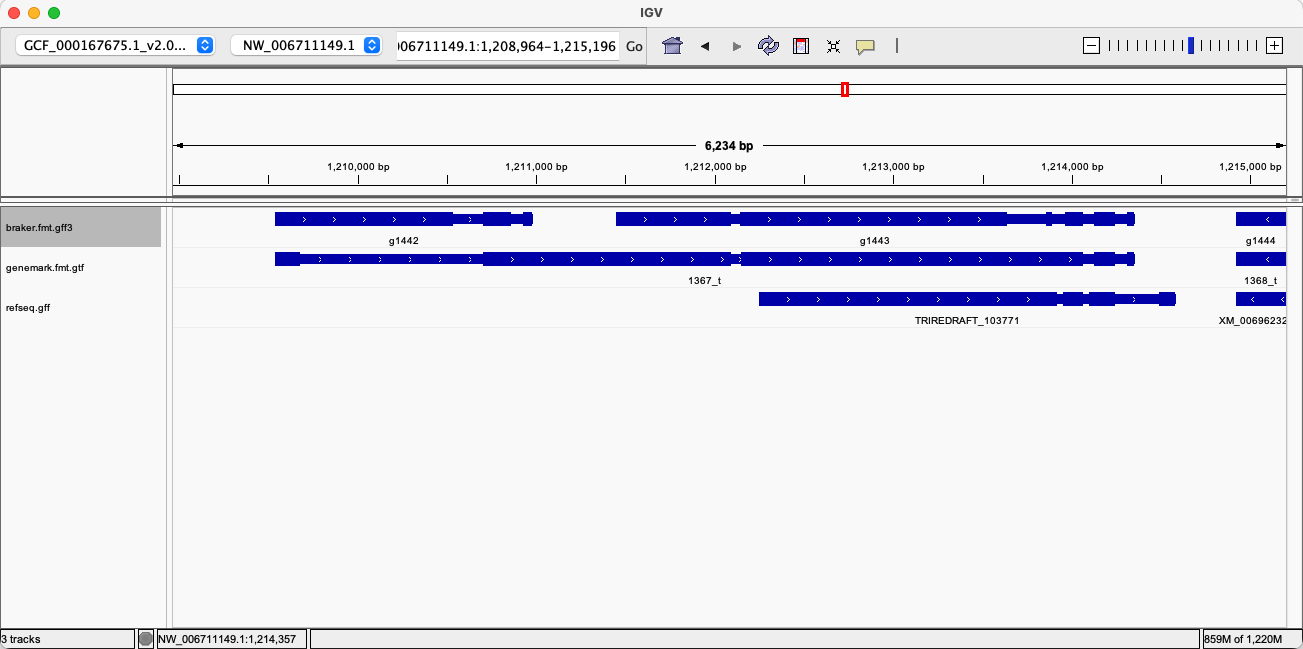 IGV
GCF_000167675.1_v2.0... NW_006711149.1 006711149.1:1,208,964-1,215,196 Go
6,234 bp
1,210,000 bp 1,211,000 bp 1,212,000 bp 1,213,000 bp 1,214,000 bp 1,215,000 bp
braker.fmt.gff3
g1442 g1443 g1444
genemark.fmt.gtf
1367_t 1368_t
refseq.gff
TRIREDRAFT_103771 XM_00696232
3 tracks NW_006711149.1:1,214,357 859M of 1,220M